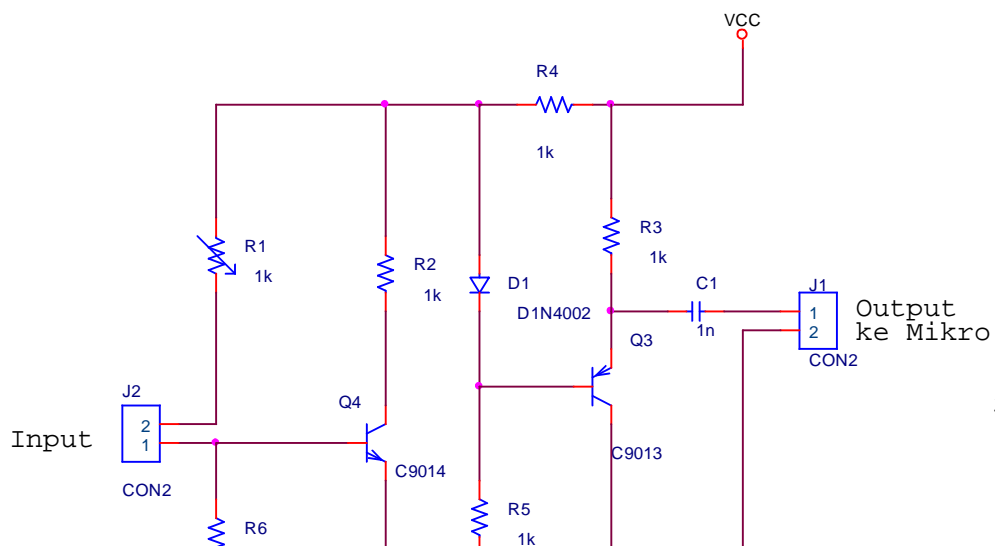 VCC
R4
1k
R1
1k
R2
1k
D1
D1N4002
R3
1k
C1
1n
J1
1
2
CON2
Output
ke Mikro
Q3
C9013
J2
2
1
CON2
Input
Q4
C9014
R6
R5
1k